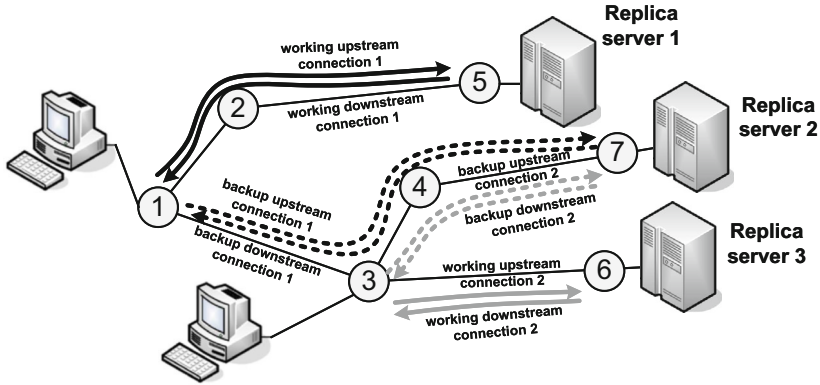 Replica
server 1
working upstream
connection 1
5
2
working downstream
connection 1
Replica
server 2
7
backup upstream
connection 2
4
backup upstream
connection 1
1
backup downstream
connection 2
backup downstream
connection 1
Replica
server 3
3
working upstream
connection 2
6
working downstream
connection 2